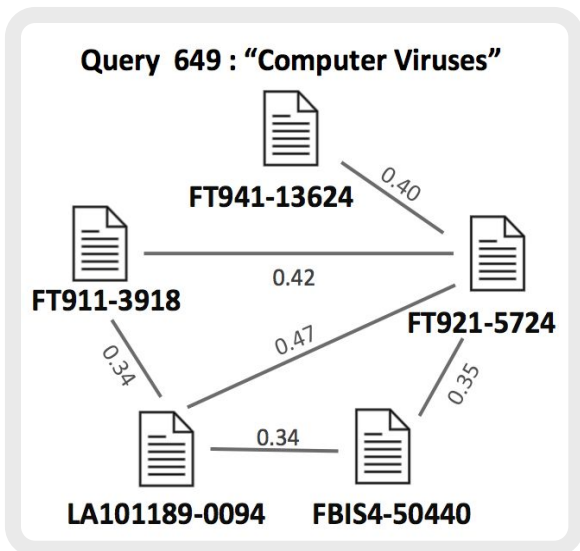 Query 649 : “Computer Viruses”
FT941-13624
0.40
FT911-3918
0.42
FT921-5724
0.34
0.47
0.35
0.34
LA101189-0094
FBIS4-50440